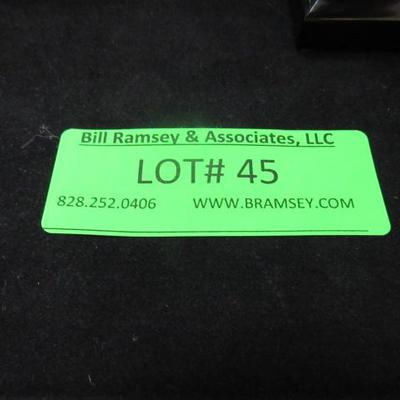 Bill Ramsey & Associates, LLC
LOT# 45
828.252.0406 WWW.BRAMSEY.COM